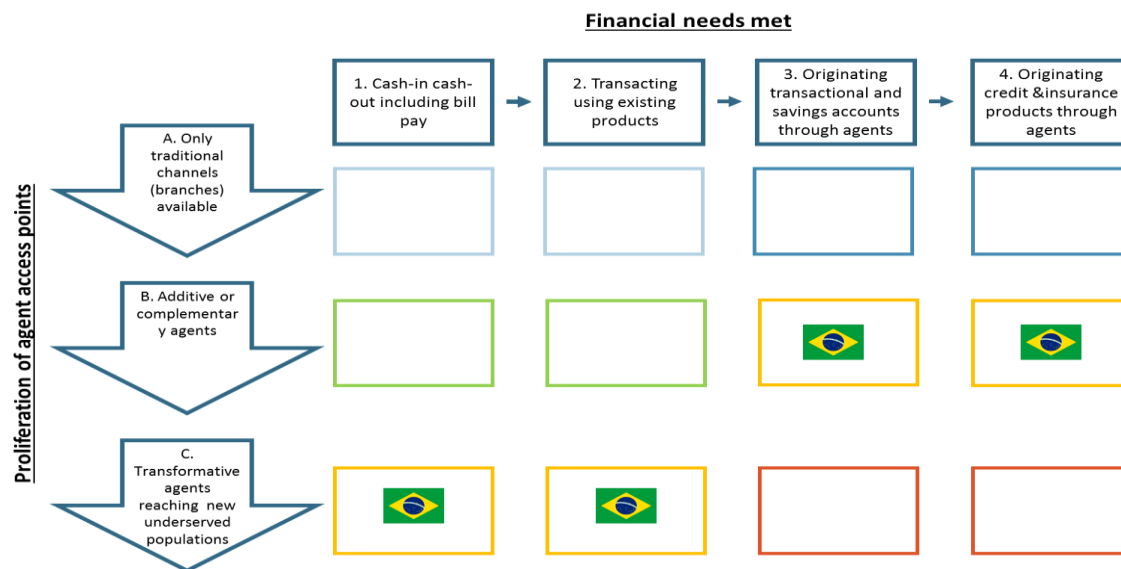 Financial needs met
1. Cash-in cash-
out including bill
pay
2. Transacting
using existing
products
3. Originating
transactional and
savings accounts
through agents
4. Originating
credit &insurance
products through
agents
Proliferation of agent access points
A. Only
traditional
channels
(branches)
available
B. Additive or
complementar
y agents
C.
Transformative
agents
reaching new
underserved
populations